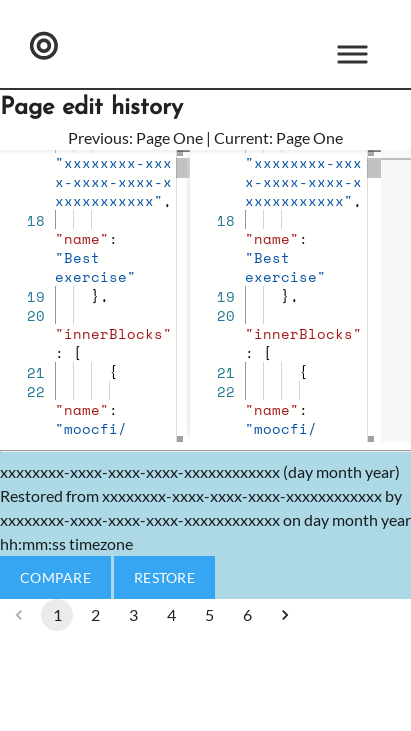 Page edit history
Previous: Page One | Current: Page One
"xxxxxxxx-xxx
x-xxxx-xxxx-x
xxxxxxxxxxx",
18
"name":
"Best
exercise"
19 },
20
"innerBlocks"
: [
21 {
22
"name":
"moocfi/
"xxxxxxxx-xxx
x-xxxx-xxxx-x
xxxxxxxxxxx",
18
"name":
"Best
exercise"
19 },
20
"innerBlocks"
: [
21 {
22
"name":
"moocfi/
xxxxxxxx-xxxx-xxxx-xxxx-xxxxxxxxxxxx (day month year)
Restored from xxxxxxxx-xxxx-xxxx-xxxx-xxxxxxxxxxxx by
xxxxxxxx-xxxx-xxxx-xxxx-xxxxxxxxxxxx on day month year
hh:mm:ss timezone
COMPARE RESTORE
1 2 3 4 5 6